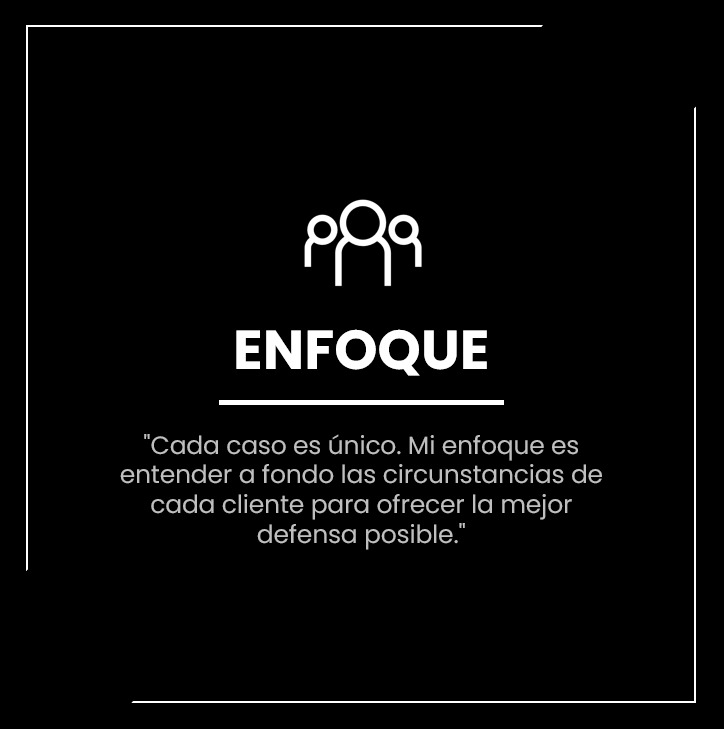 ENFOQUE
"Cada caso es único. Mi enfoque es
entender a fondo las circunstancias de
cada cliente para ofrecer la mejor
defensa posible."